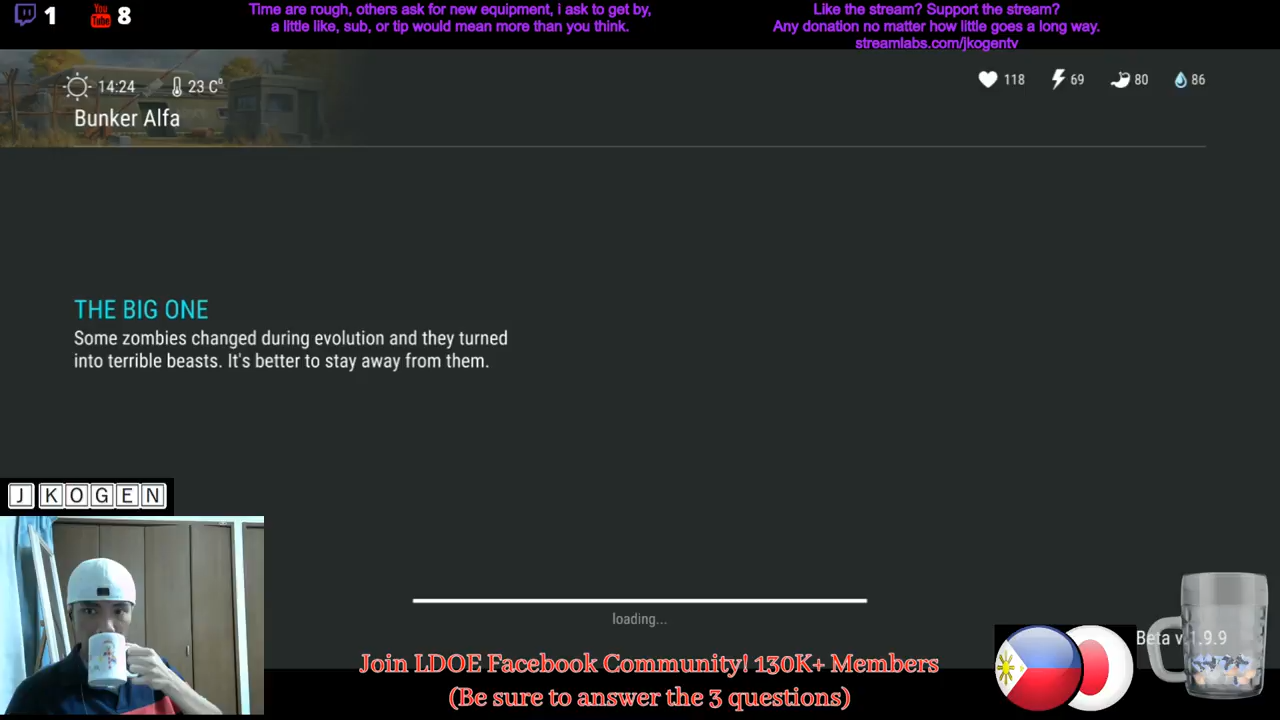 1
You Tube 8
Time are rough, others ask for new equipment, i ask to get by,
a little like, sub, or tip would mean more than you think.
Like the stream? Support the stream?
Any donation no matter how little goes a long way.
streamlabs.com/jkogentv
14:24 23 C°
Bunker Alfa
118 69 80 86
THE BIG ONE
Some zombies changed during evolution and they turned
into terrible beasts. It's better to stay away from them.
J KOGEN
loading...
Beta v.1.9.9
Join LDOE Facebook Community! 130K+ Members
(Be sure to answer the 3 questions)